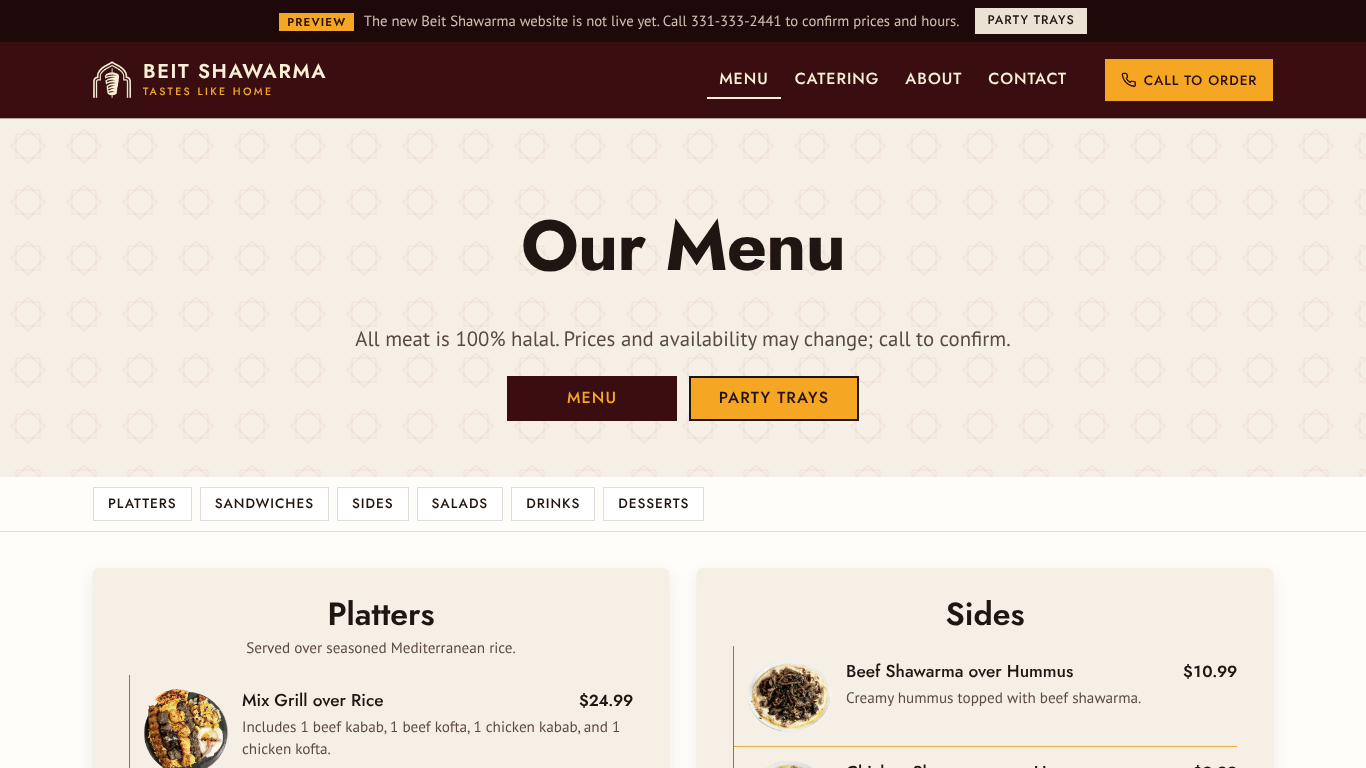 PREVIEW The new Beit Shawarma website is not live yet. Call 331-333-2441 to confirm prices and hours. PARTY TRAYS
BEIT SHAWARMA
TASTES LIKE HOME
MENU CATERING ABOUT CONTACT CALL TO ORDER
Our Menu
All meat is 100% halal. Prices and availability may change; call to confirm.
MENU PARTY TRAYS
PLATTERS SANDWICHES SIDES SALADS DRINKS DESSERTS
Platters
Served over seasoned Mediterranean rice.
Mix Grill over Rice $24.99
Includes 1 beef kabab, 1 beef kofta, 1 chicken kabab, and 1
chicken kofta.
Sides
Beef Shawarma over Hummus $10.99
Creamy hummus topped with beef shawarma.